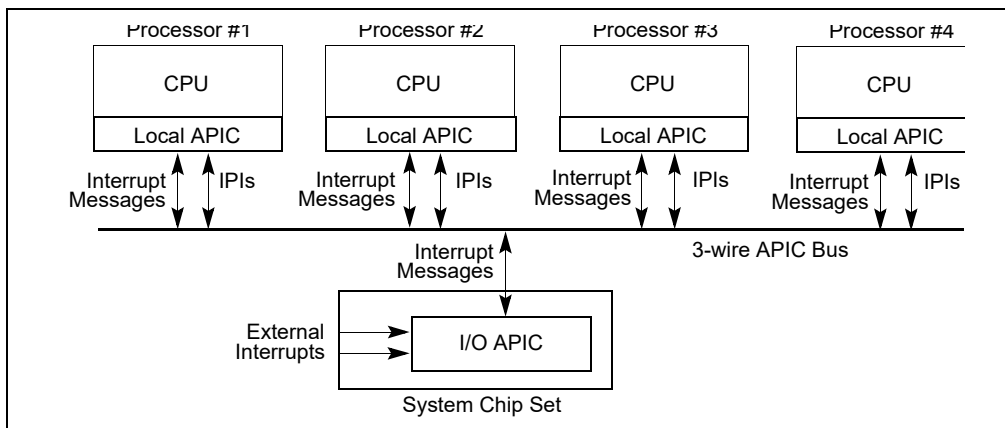 Processor #1
Processor #2
Processor #3
Processor #4
CPU
CPU
CPU
CPU
Local APIC
Local APIC
Local APIC
Local APIC
Interrupt
Messages
IPIs
Interrupt
Messages
IPIs
Interrupt
Messages
IPIs
Interrupt
Messages
IPIs
Interrupt
Messages
3-wire APIC Bus
External
Interrupts
I/O APIC
System Chip Set